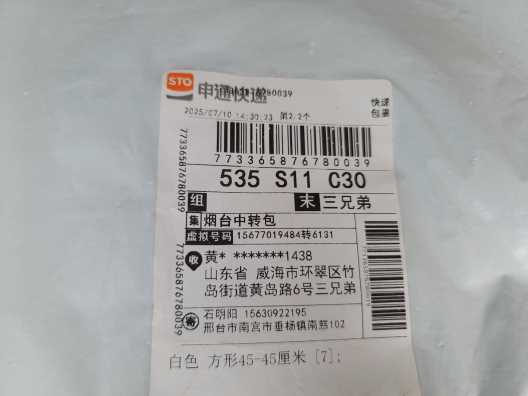 STO
申通快递
快递
包裹
2025/07/10 14:30:23 第2.2个
773365876780039
535 S11 C30
组 末 三兄弟
集 烟台中转包
虚拟号码 15677019484转6131
收 黄* *******1438
山东省 威海市环翠区竹
岛街道黄岛路6号三兄弟
寄 石明阳 15630922195
邢台市南宫市垂杨镇南慈102
白色 方形45-45厘米 [7];
773365876780039
773365876780039